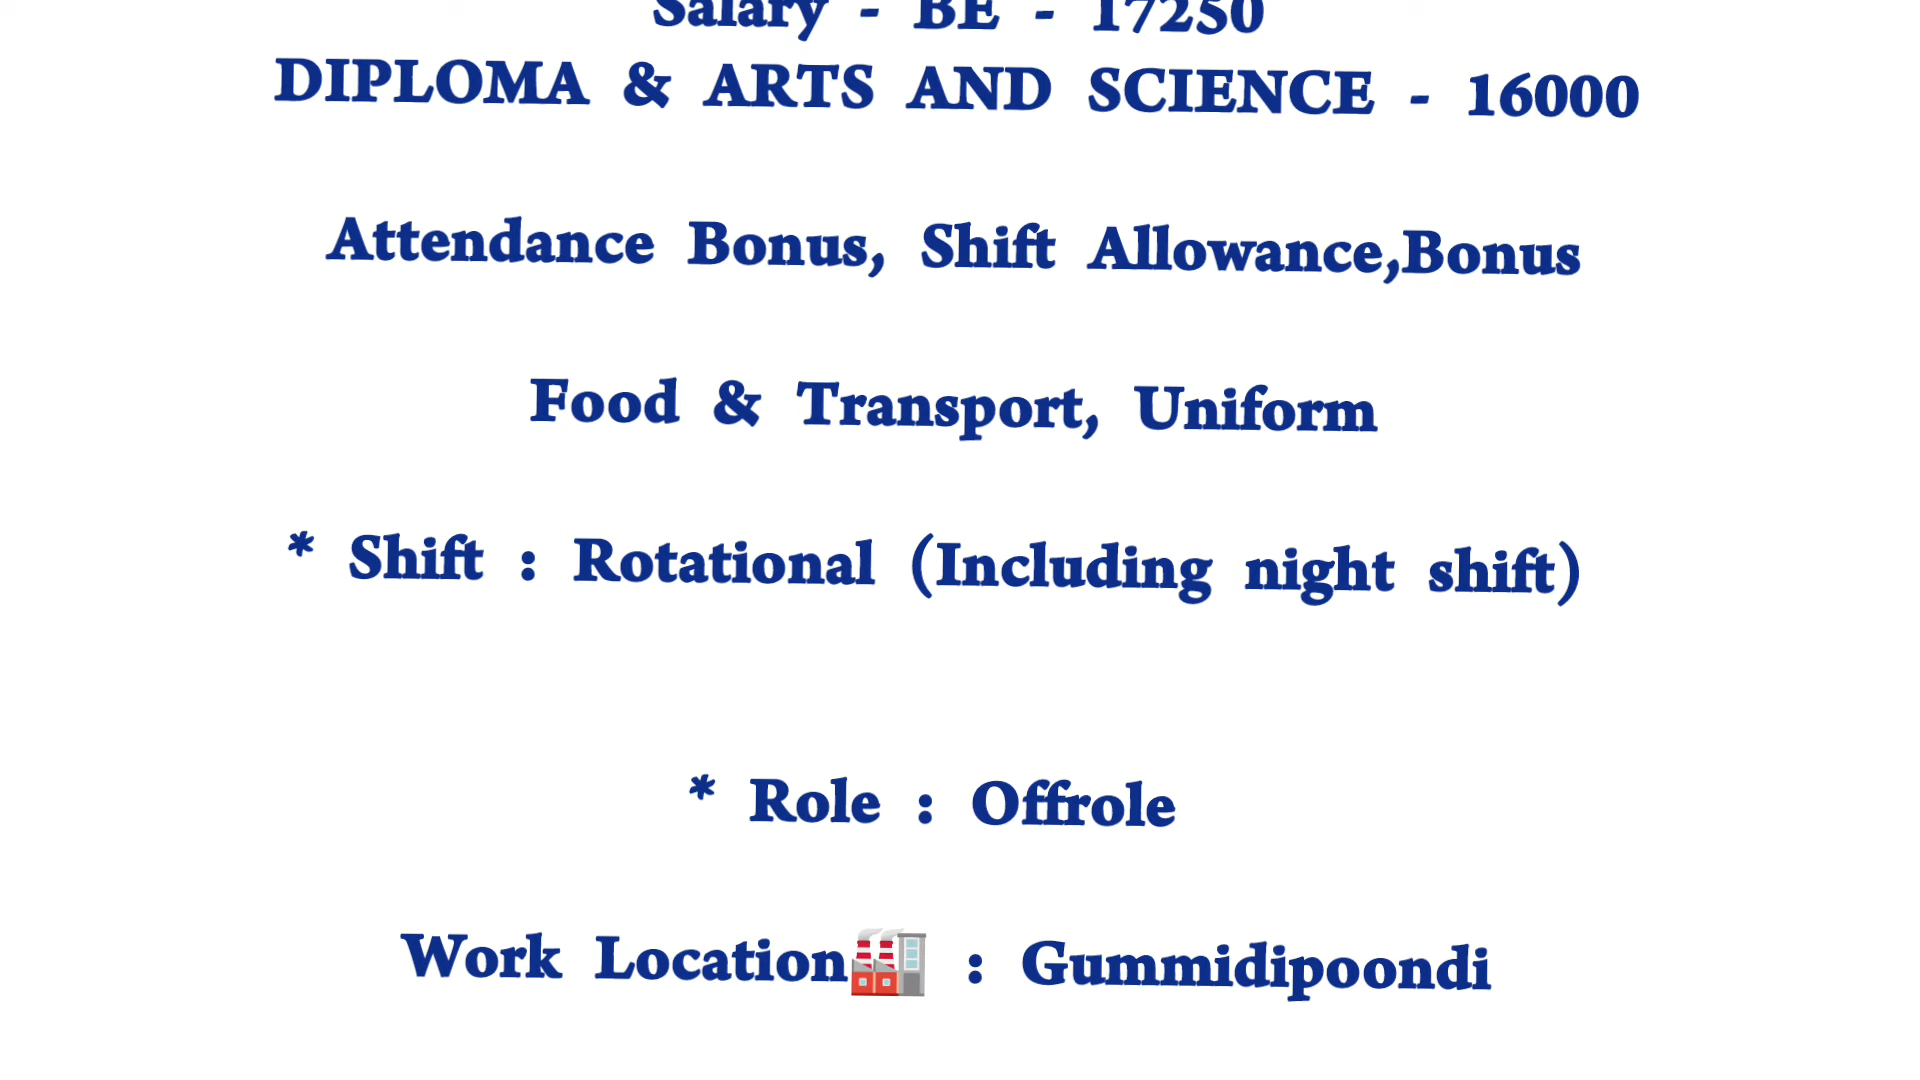 Salary - BE - 17250
DIPLOMA & ARTS AND SCIENCE - 16000
Attendance Bonus, Shift Allowance,Bonus
Food & Transport, Uniform
* Shift : Rotational (Including night shift)
* Role : Offrole
Work Location🏭 : Gummidipoondi